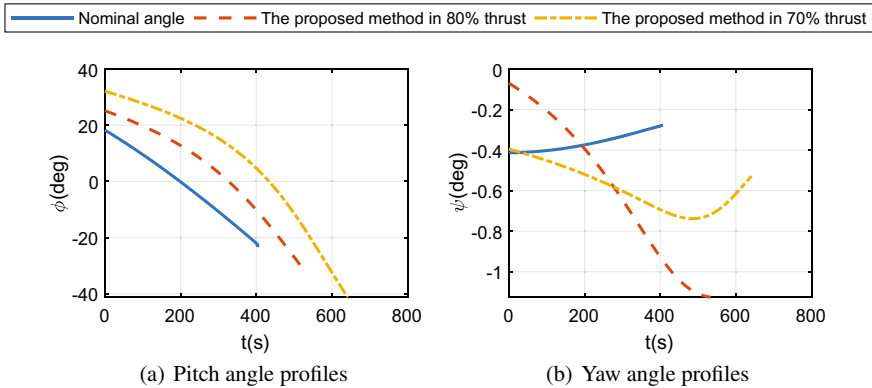 Nominal angle The proposed method in 80% thrust The proposed method in 70% thrust
40
20
0
-20
-40
ϕ(deg)
0 200 400 600 800
t(s)
(a) Pitch angle profiles
0
-0.2
-0.4
-0.6
-0.8
-1
ψ(deg)
0 200 400 600 800
t(s)
(b) Yaw angle profiles